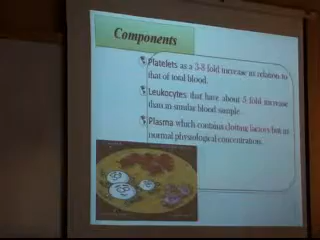 Components
Platelets as a 3-8 fold increase in relation to
that of total blood.
Leukocytes that have about 5 fold increase
than in similar blood sample.
Plasma which contains clotting factors but in
normal physiological concentration.